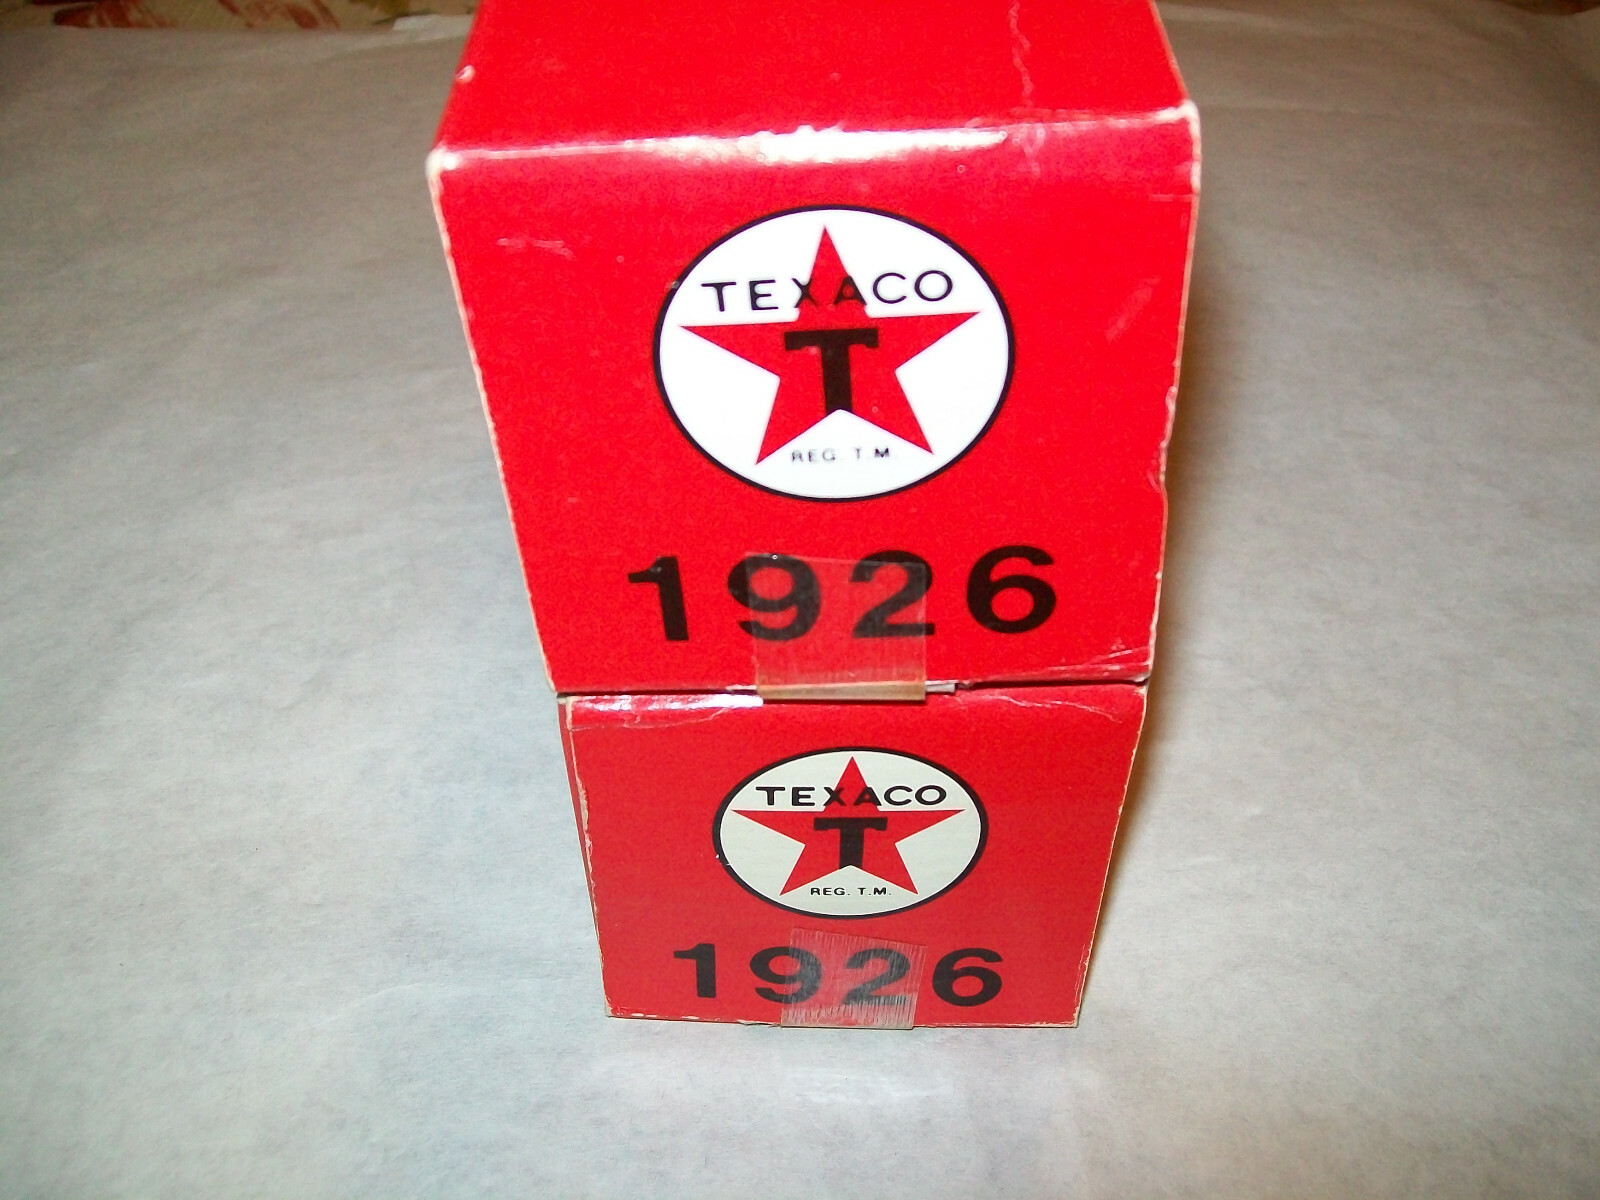 TEXACO
T
REG. T.M.
1926
TEXACO
T
REG. T.M.
1926